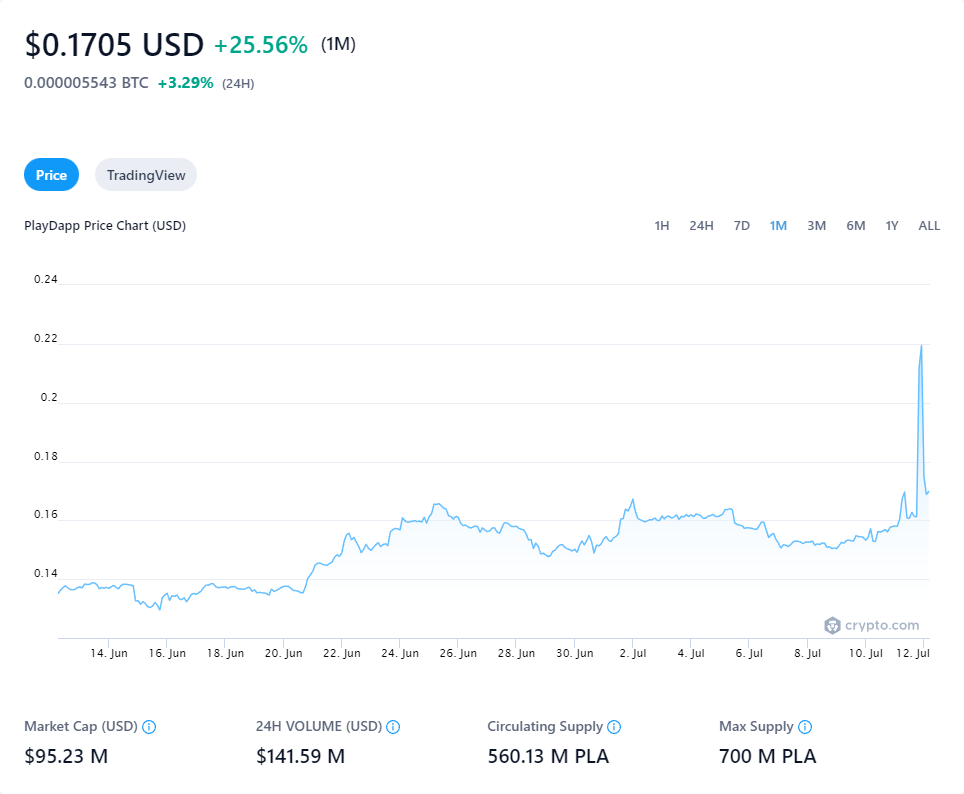 $0.1705 USD +25.56% (1M)
0.000005543 BTC +3.29% (24H)
Price TradingView
PlayDapp Price Chart (USD) 1H 24H 7D 1M 3M 6M 1Y ALL
0.24
0.22
0.2
0.18
0.16
0.14
crypto.com
14. Jun 16. Jun 18. Jun 20. Jun 22. Jun 24. Jun 26. Jun 28. Jun 30. Jun 2. Jul 4. Jul 6. Jul 8. Jul 10. Jul 12. Jul
Market Cap (USD) 24H VOLUME (USD) Circulating Supply Max Supply
$95.23 M $141.59 M 560.13 M PLA 700 M PLA